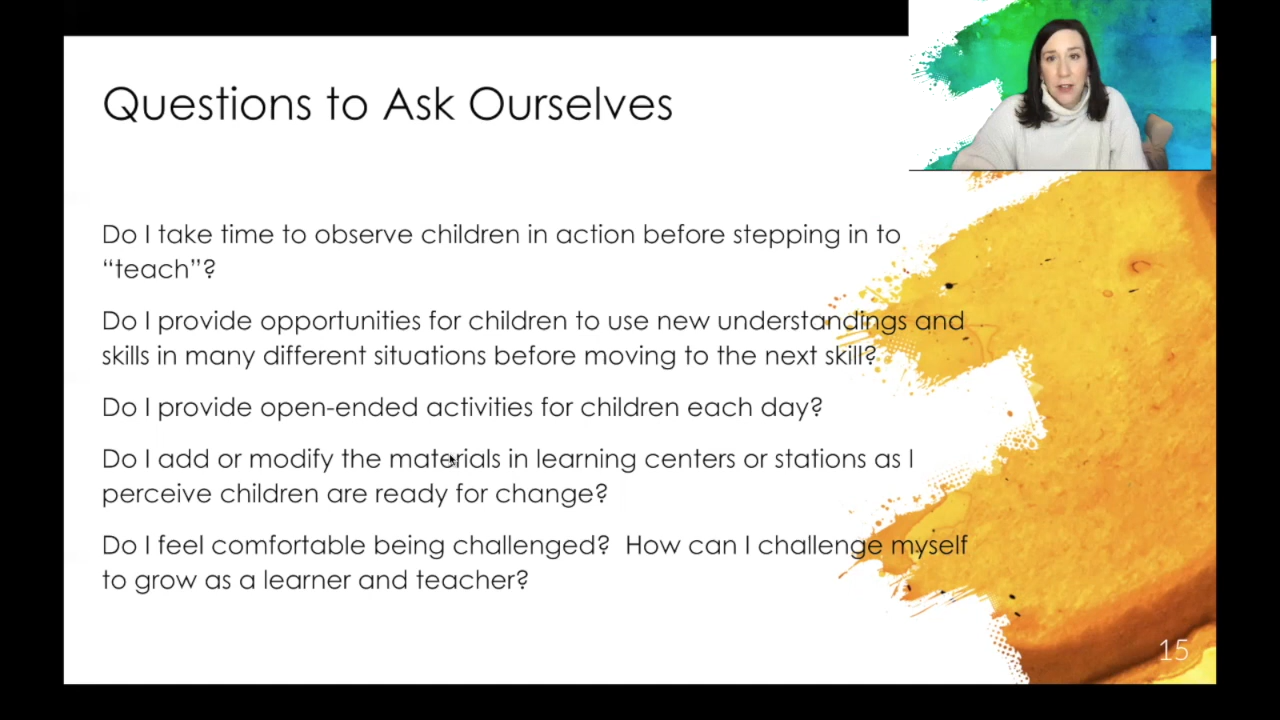 Questions to Ask Ourselves
Do I take time to observe children in action before stepping in to
“teach”?
Do I provide opportunities for children to use new understandings and
skills in many different situations before moving to the next skill?
Do I provide open-ended activities for children each day?
Do I add or modify the materials in learning centers or stations as I
perceive children are ready for change?
Do I feel comfortable being challenged?  How can I challenge myself
to grow as a learner and teacher?
15